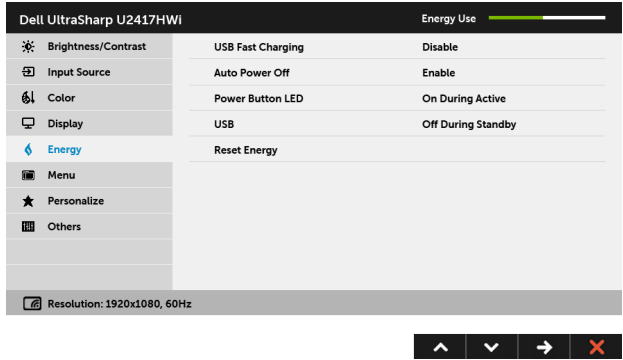 Dell UltraSharp U2417HWi
Energy Use
Brightness/Contrast
USB Fast Charging
Disable
Input Source
Auto Power Off
Enable
Color
Power Button LED
On During Active
Display
USB
Off During Standby
Energy
Reset Energy
Menu
Personalize
Others
Resolution: 1920x1080, 60Hz